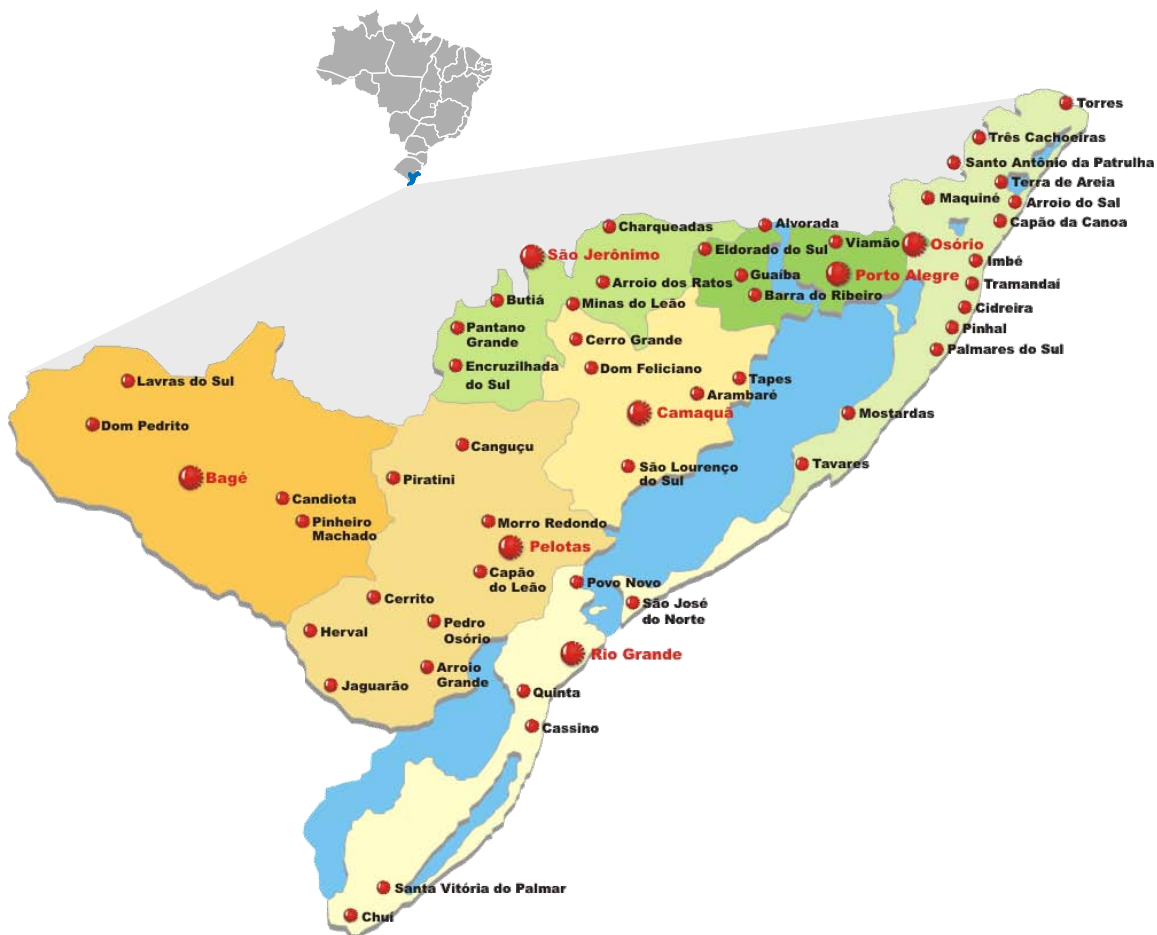 Torres
Três Cachoeiras
Santo Antônio da Patrulha
Terra de Areia
Maquiné
Arroio do Sal
Capão da Canoa
Charqueadas
Alvorada
Eldorado do Sul
Viamão
Osório
São Jerônimo
Imbé
Guaíba
Porto Alegre
Arroio dos Ratos
Tramandaí
Barra do Ribeiro
Butiá
Minas do Leão
Cidreira
Pantano
Grande
Pinhal
Cerro Grande
Palmares do Sul
Encruzilhada
do Sul
Dom Feliciano
Tapes
Lavras do Sul
Arambaré
Camaquã
Mostardas
Dom Pedrito
Canguçu
Tavares
São Lourenço
do Sul
Bagé
Piratini
Candiota
Pinheiro
Machado
Morro Redondo
Pelotas
Capão
do Leão
Povo Novo
Cerrito
São José
do Norte
Pedro
Osório
Herval
Rio Grande
Arroio
Grande
Jaguarão
Quinta
Cassino
Santa Vitória do Palmar
Chuí